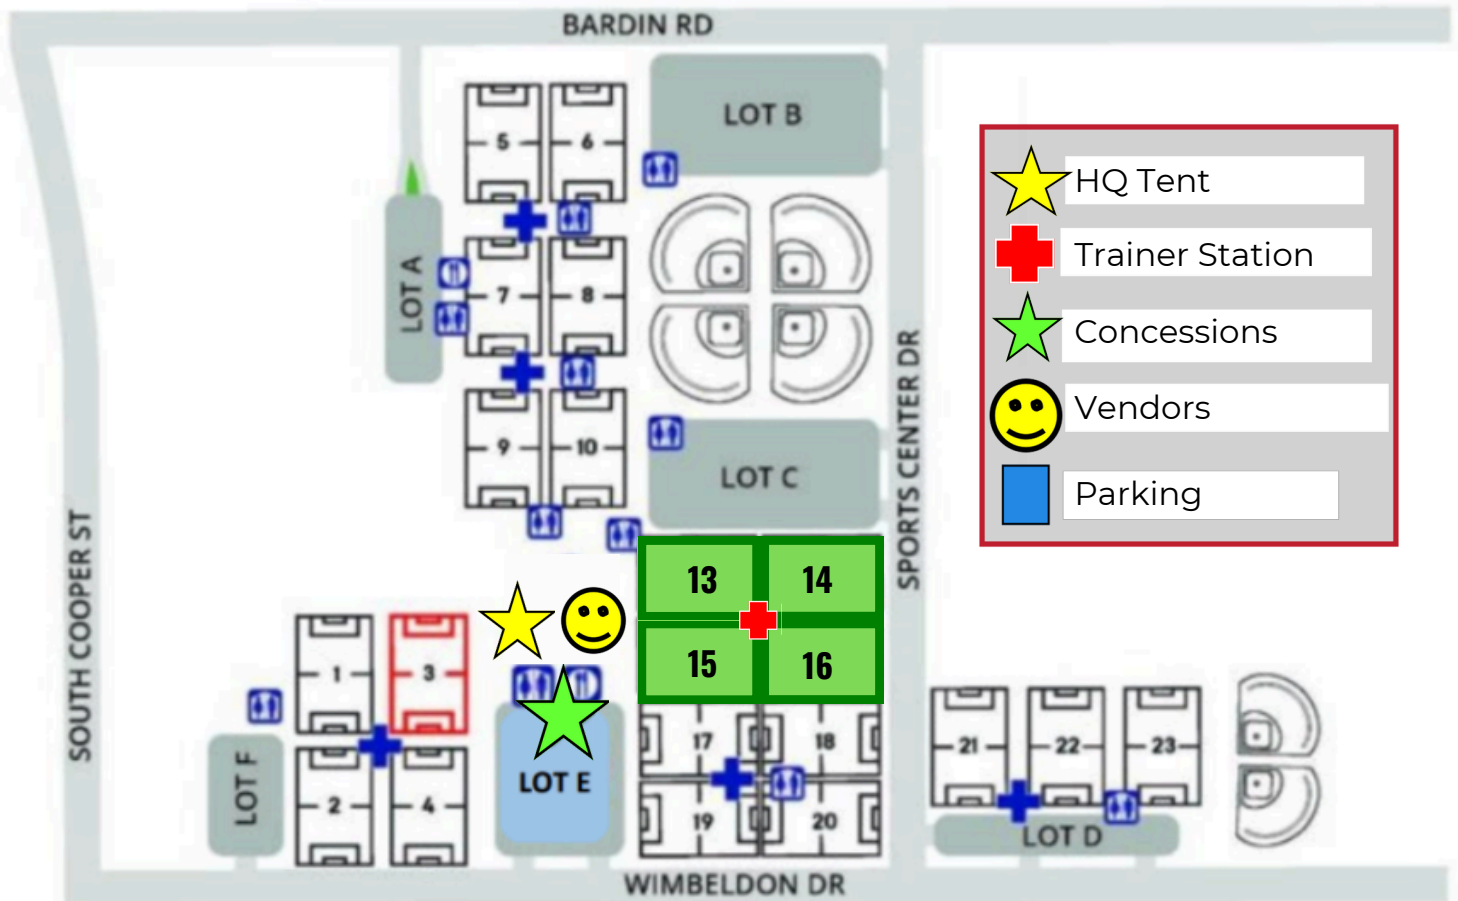 BARDIN RD
LOT B
5
6
HQ Tent
Trainer Station
Concessions
Vendors
Parking
LOT A
7
8
9
10
LOT C
SPORTS CENTER DR
SOUTH COOPER ST
13
14
15
16
1
3
2
4
LOT F
LOT E
17
18
19
20
21
22
23
LOT D
WIMBELDON DR